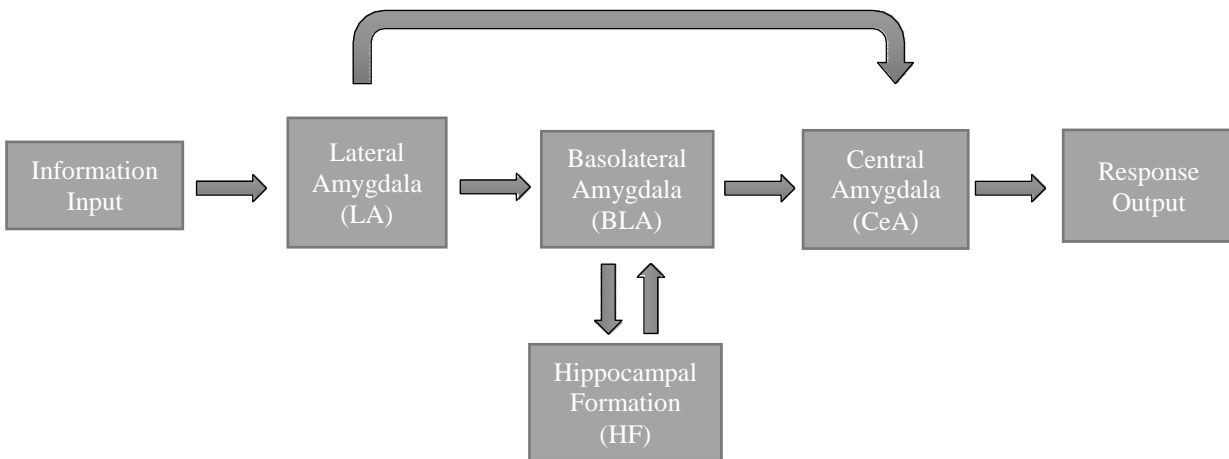 Information
Input
Lateral
Amygdala
(LA)
Basolateral
Amygdala
(BLA)
Central
Amygdala
(CeA)
Response
Output
Hippocampal
Formation
(HF)